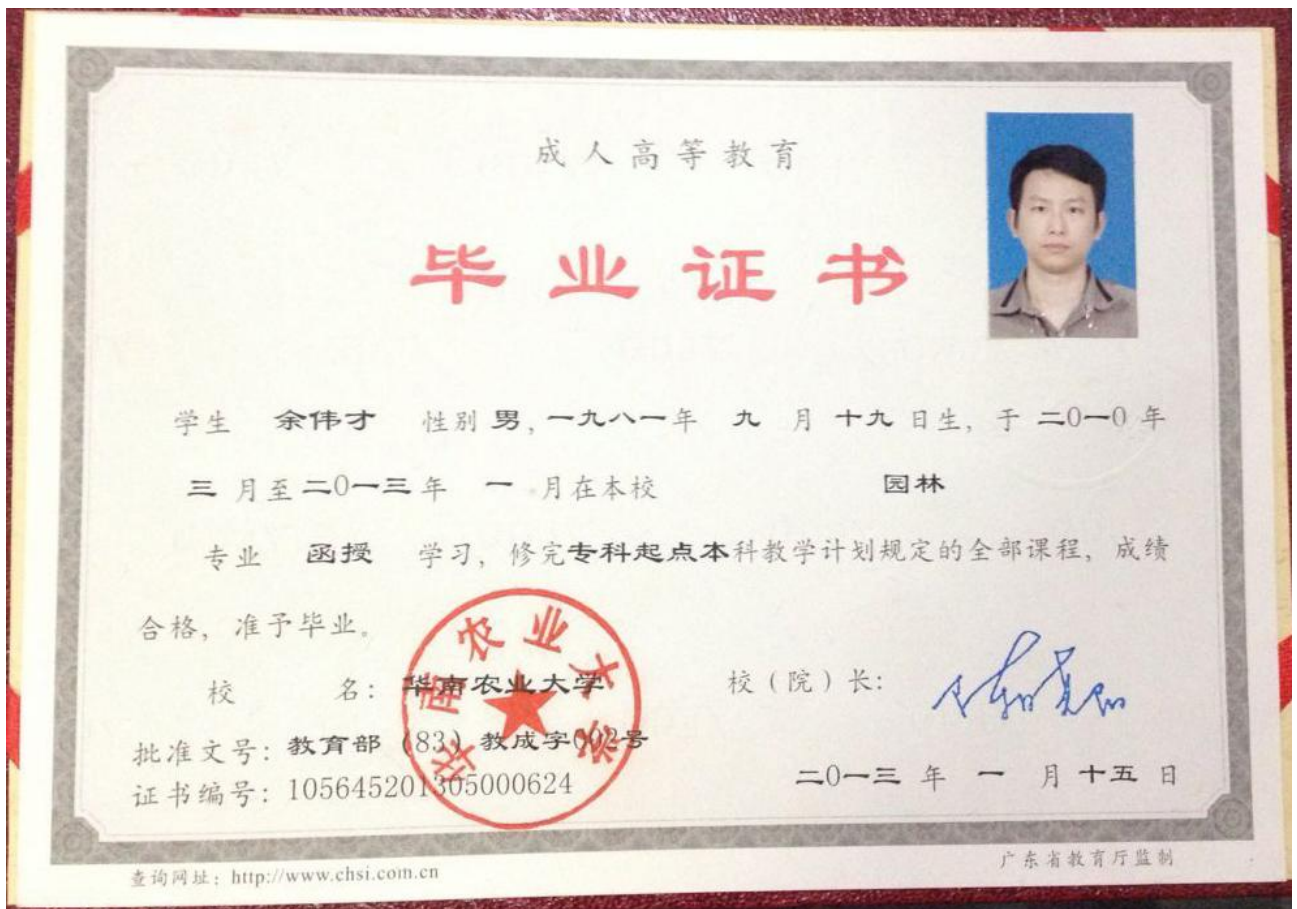 成人高等教育
毕业证书
学生 余伟才 性别 男, 一九八一年 九 月 十九 日生, 于 二0一0 年
三 月至 二0一三 年 一 月在本校 园林
专业 函授 学习, 修完专科起点本科教学计划规定的全部课程, 成绩
合格, 准予毕业。
华南农业大学
校 名: 华南农业大学 校(院)长:
批准文号: 教育部 (83) 教成字002号
证书编号: 105645201305000624
二0一三 年 一 月 十五 日
查询网址: http://www.chsi.com.cn
广东省教育厅监制